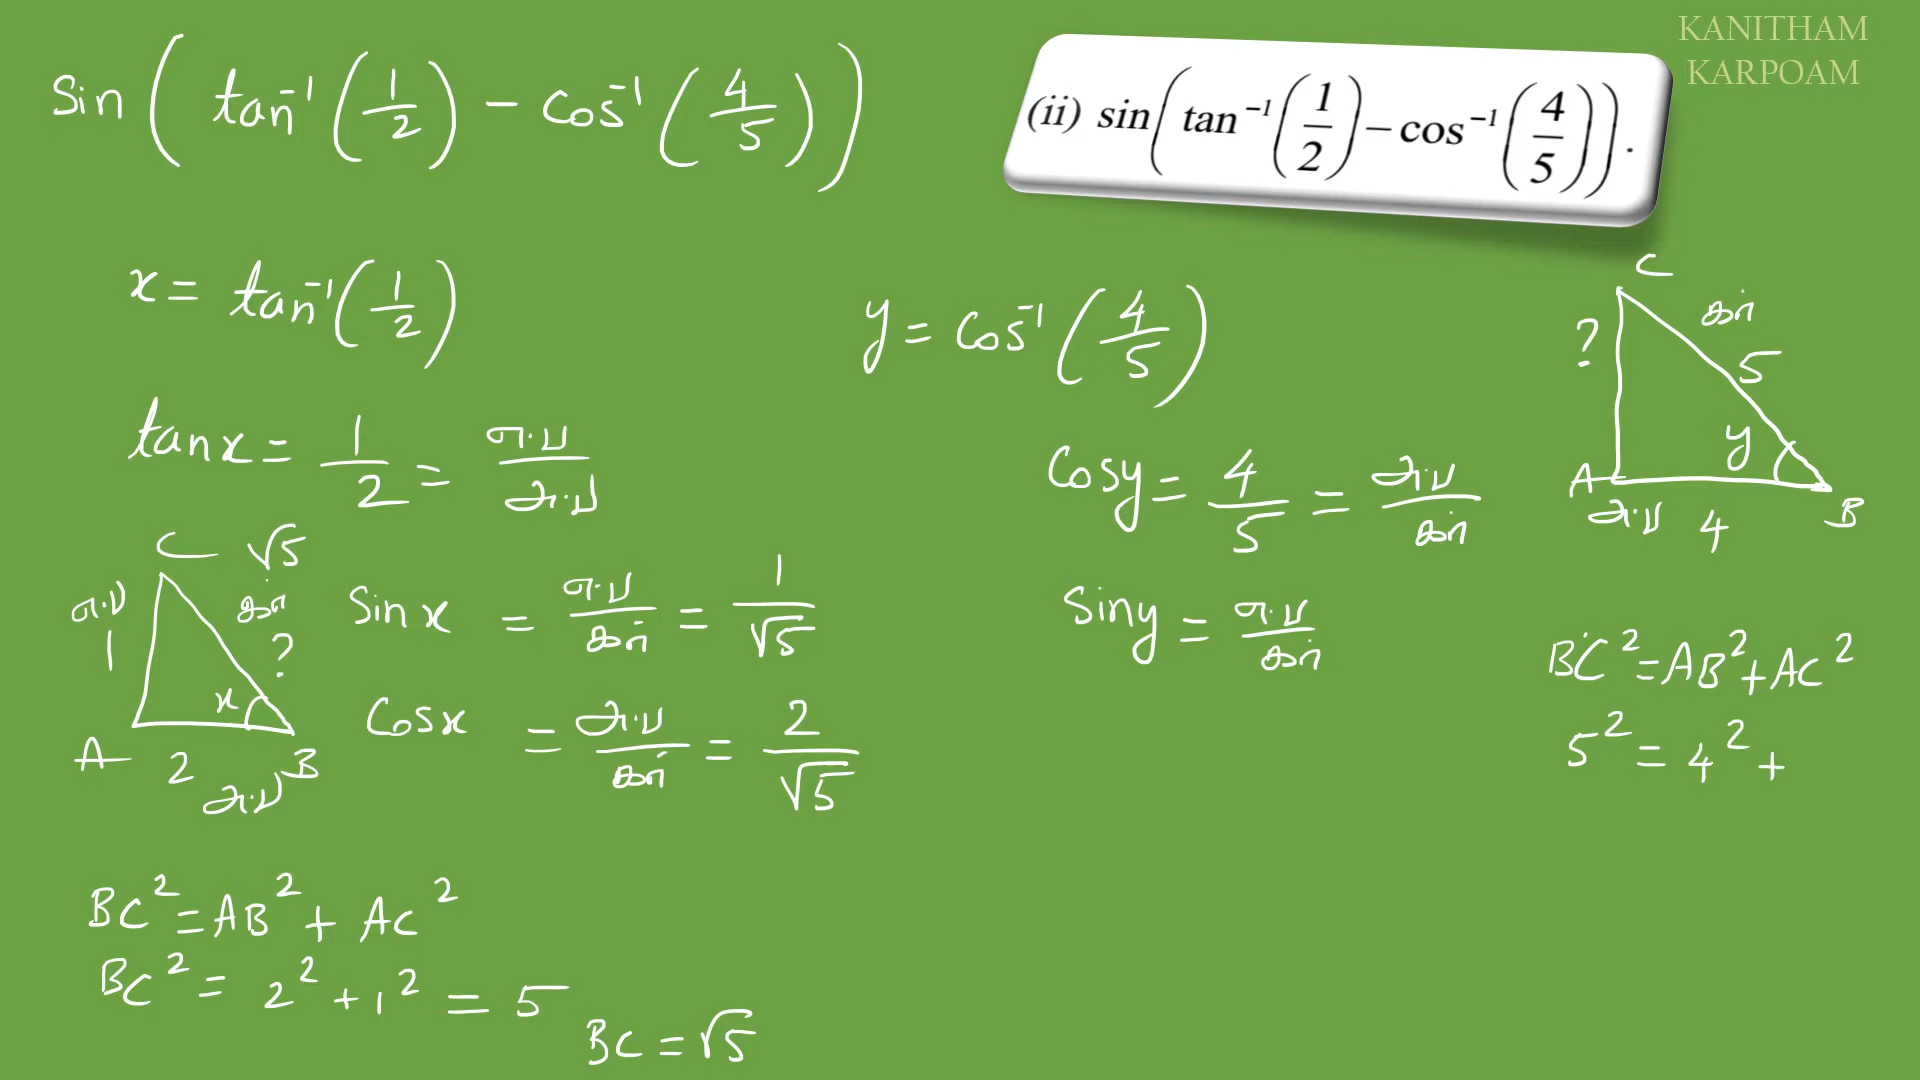 KANITHAM
KARPOAM
sin ( tan⁻¹ (1/2) − cos⁻¹ (4/5) )
(ii) sin(tan⁻¹(1/2) − cos⁻¹(4/5)).
x = tan⁻¹ (1/2)
tan x = 1/2 = எ.ப/அ.ப
C √5
எ.ப
1
கர்
?
x
A 2 B
அ.ப
Sin x = எ.ப/கர் = 1/√5
Cos x = அ.ப/கர் = 2/√5
BC² = AB² + AC²
BC² = 2² + 1² = 5
BC = √5
y = cos⁻¹ (4/5)
Cos y = 4/5 = அ.ப/கர்
Sin y = எ.ப/கர்
C
கர்
? 5
y
A B
அ.ப 4
BC² = AB² + AC²
5² = 4² +